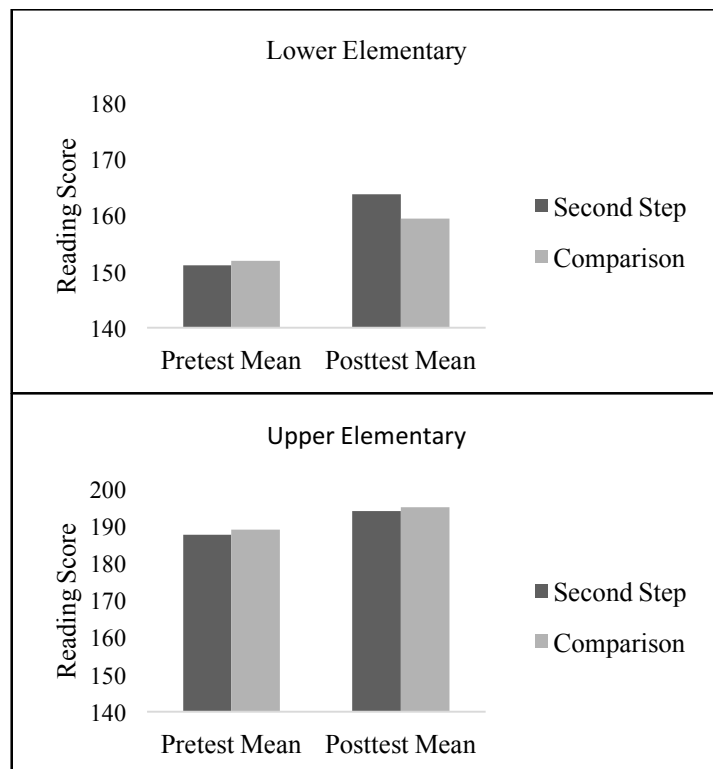 Lower Elementary
180
170
160
150
140
Reading Score
Pretest Mean
Posttest Mean
Second Step
Comparison
Upper Elementary
200
190
180
170
160
150
140
Reading Score
Pretest Mean
Posttest Mean
Second Step
Comparison